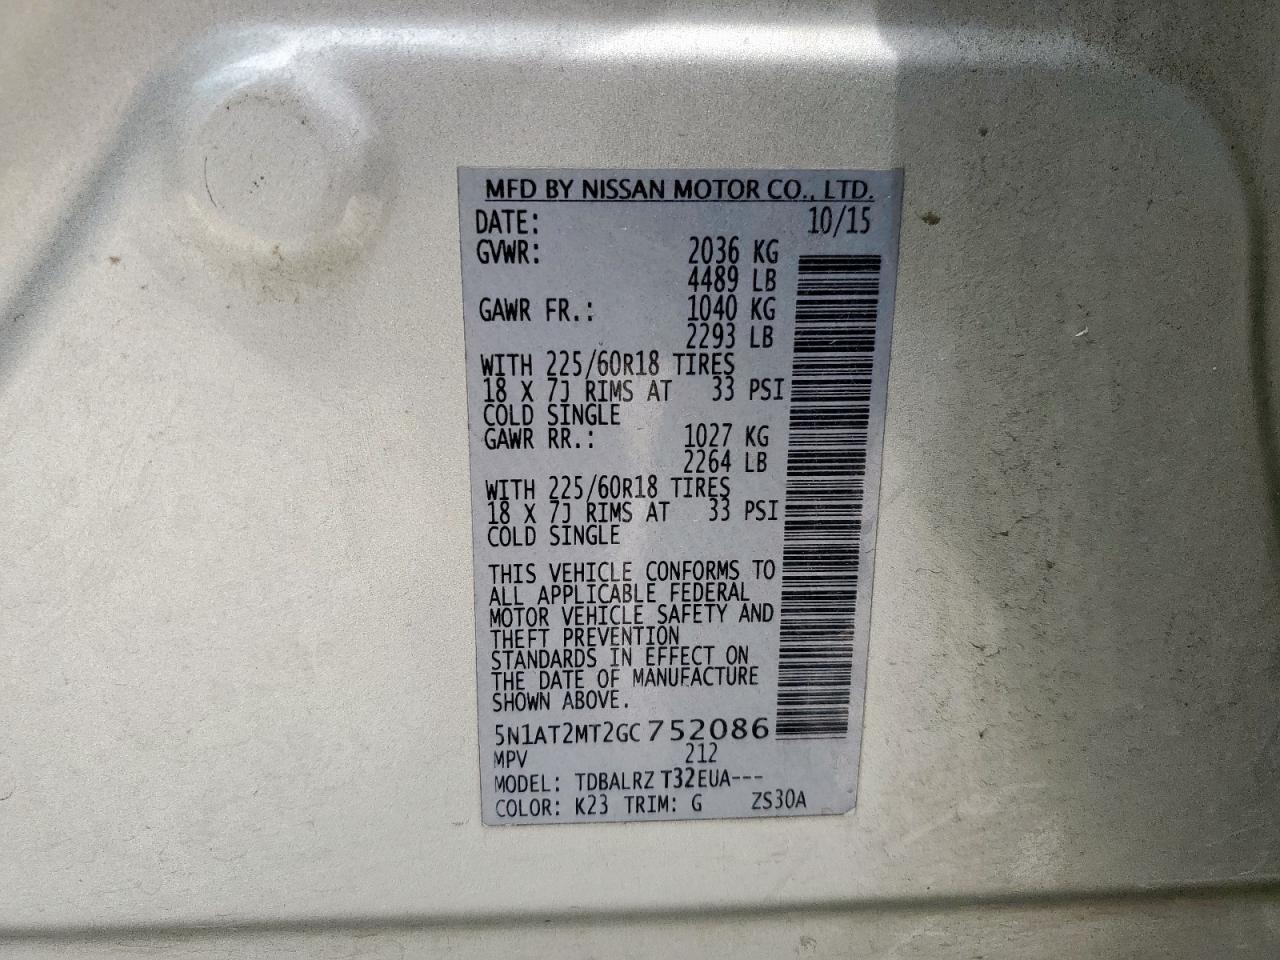 MFD BY NISSAN MOTOR CO., LTD.
DATE: 10/15
GVWR: 2036 KG
4489 LB
GAWR FR.: 1040 KG
2293 LB
WITH 225/60R18 TIRES
18 X 7J RIMS AT 33 PSI
COLD SINGLE
GAWR RR.: 1027 KG
2264 LB
WITH 225/60R18 TIRES
18 X 7J RIMS AT 33 PSI
COLD SINGLE
THIS VEHICLE CONFORMS TO
ALL APPLICABLE FEDERAL
MOTOR VEHICLE SAFETY AND
THEFT PREVENTION
STANDARDS IN EFFECT ON
THE DATE OF MANUFACTURE
SHOWN ABOVE.
5N1AT2MT2GC752086
MPV 212
MODEL: TDBALRZ T32EUA---
COLOR: K23 TRIM: G ZS30A